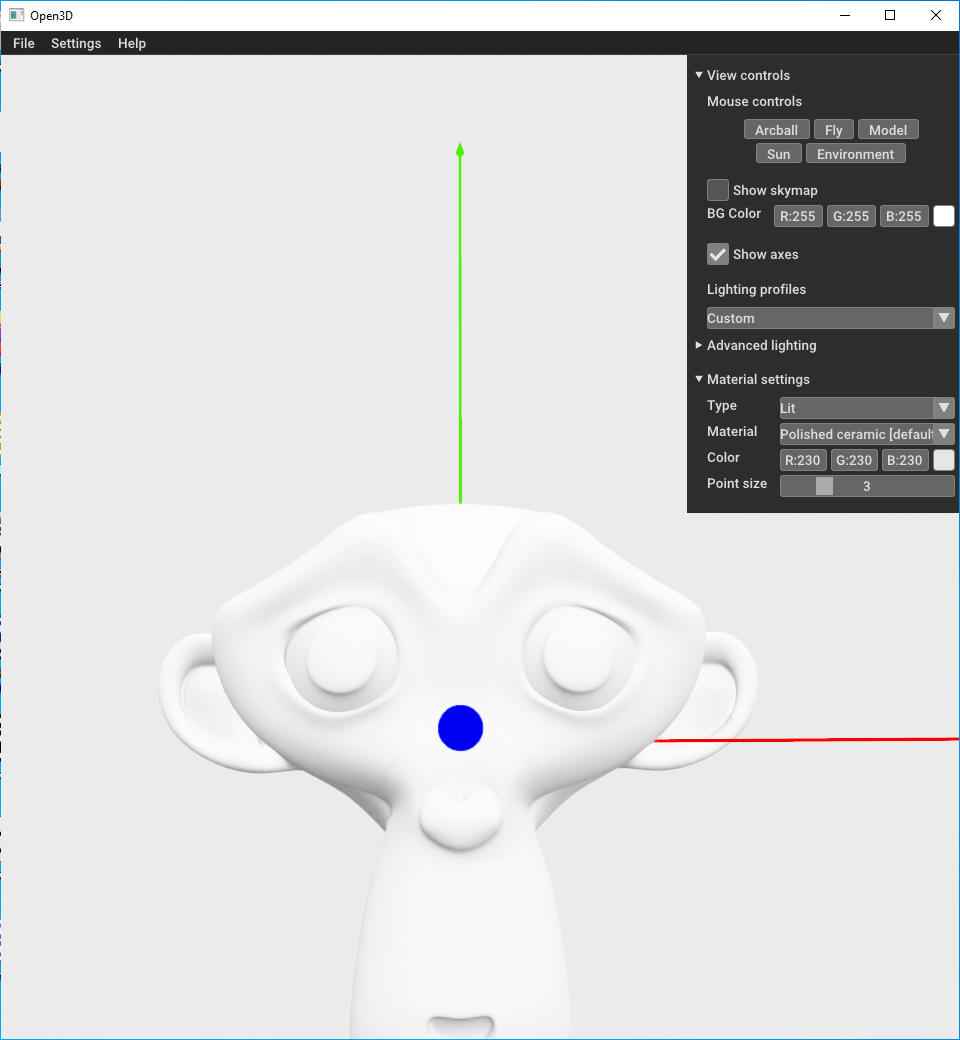 Open3D
File Settings Help
View controls
Mouse controls
Arcball Fly Model
Sun Environment
Show skymap
BG Color R:255 G:255 B:255
Show axes
Lighting profiles
Custom
Advanced lighting
Material settings
Type Lit
Material Polished ceramic [default
Color R:230 G:230 B:230
Point size 3